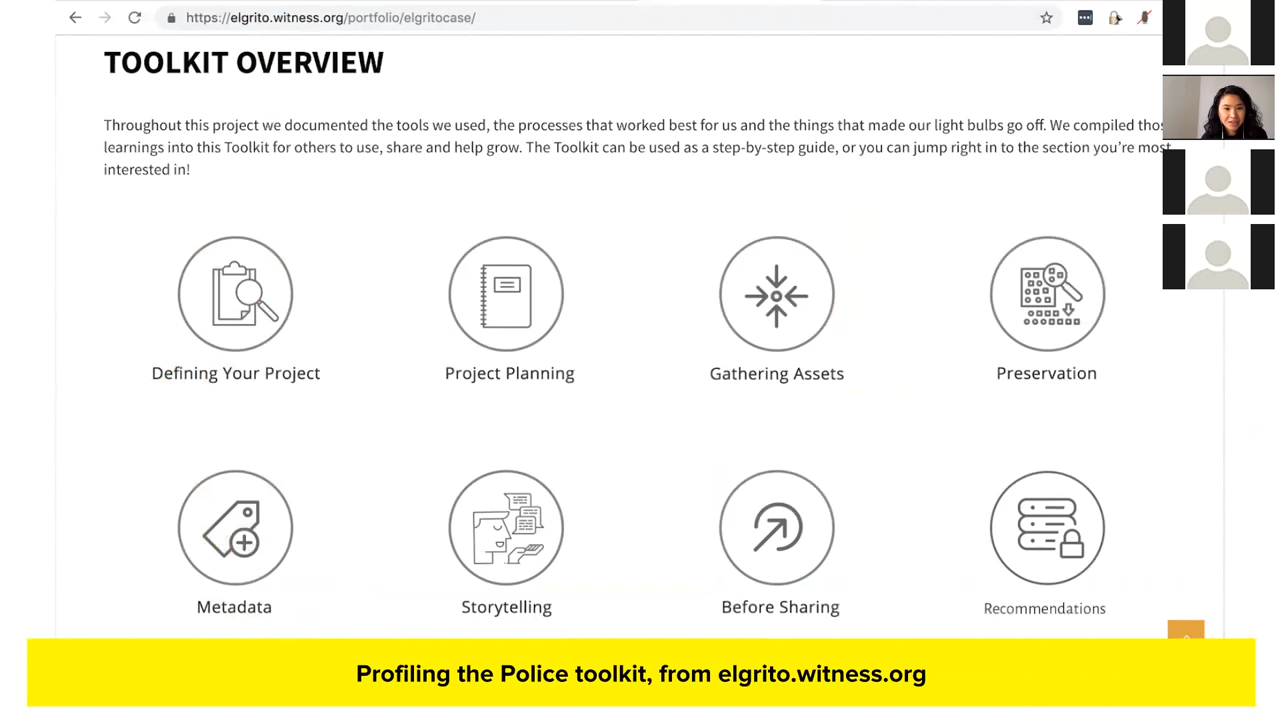 https://elgrito.witness.org/portfolio/elgritocase/
TOOLKIT OVERVIEW
Throughout this project we documented the tools we used, the processes that worked best for us and the things that made our light bulbs go off. We compiled
learnings into this Toolkit for others to use, share and help grow. The Toolkit can be used as a step-by-step guide, or you can jump right in to the section you're most
interested in!
Defining Your Project
Project Planning
Gathering Assets
Preservation
Metadata
Storytelling
Before Sharing
Recommendations
Profiling the Police toolkit, from elgrito.witness.org